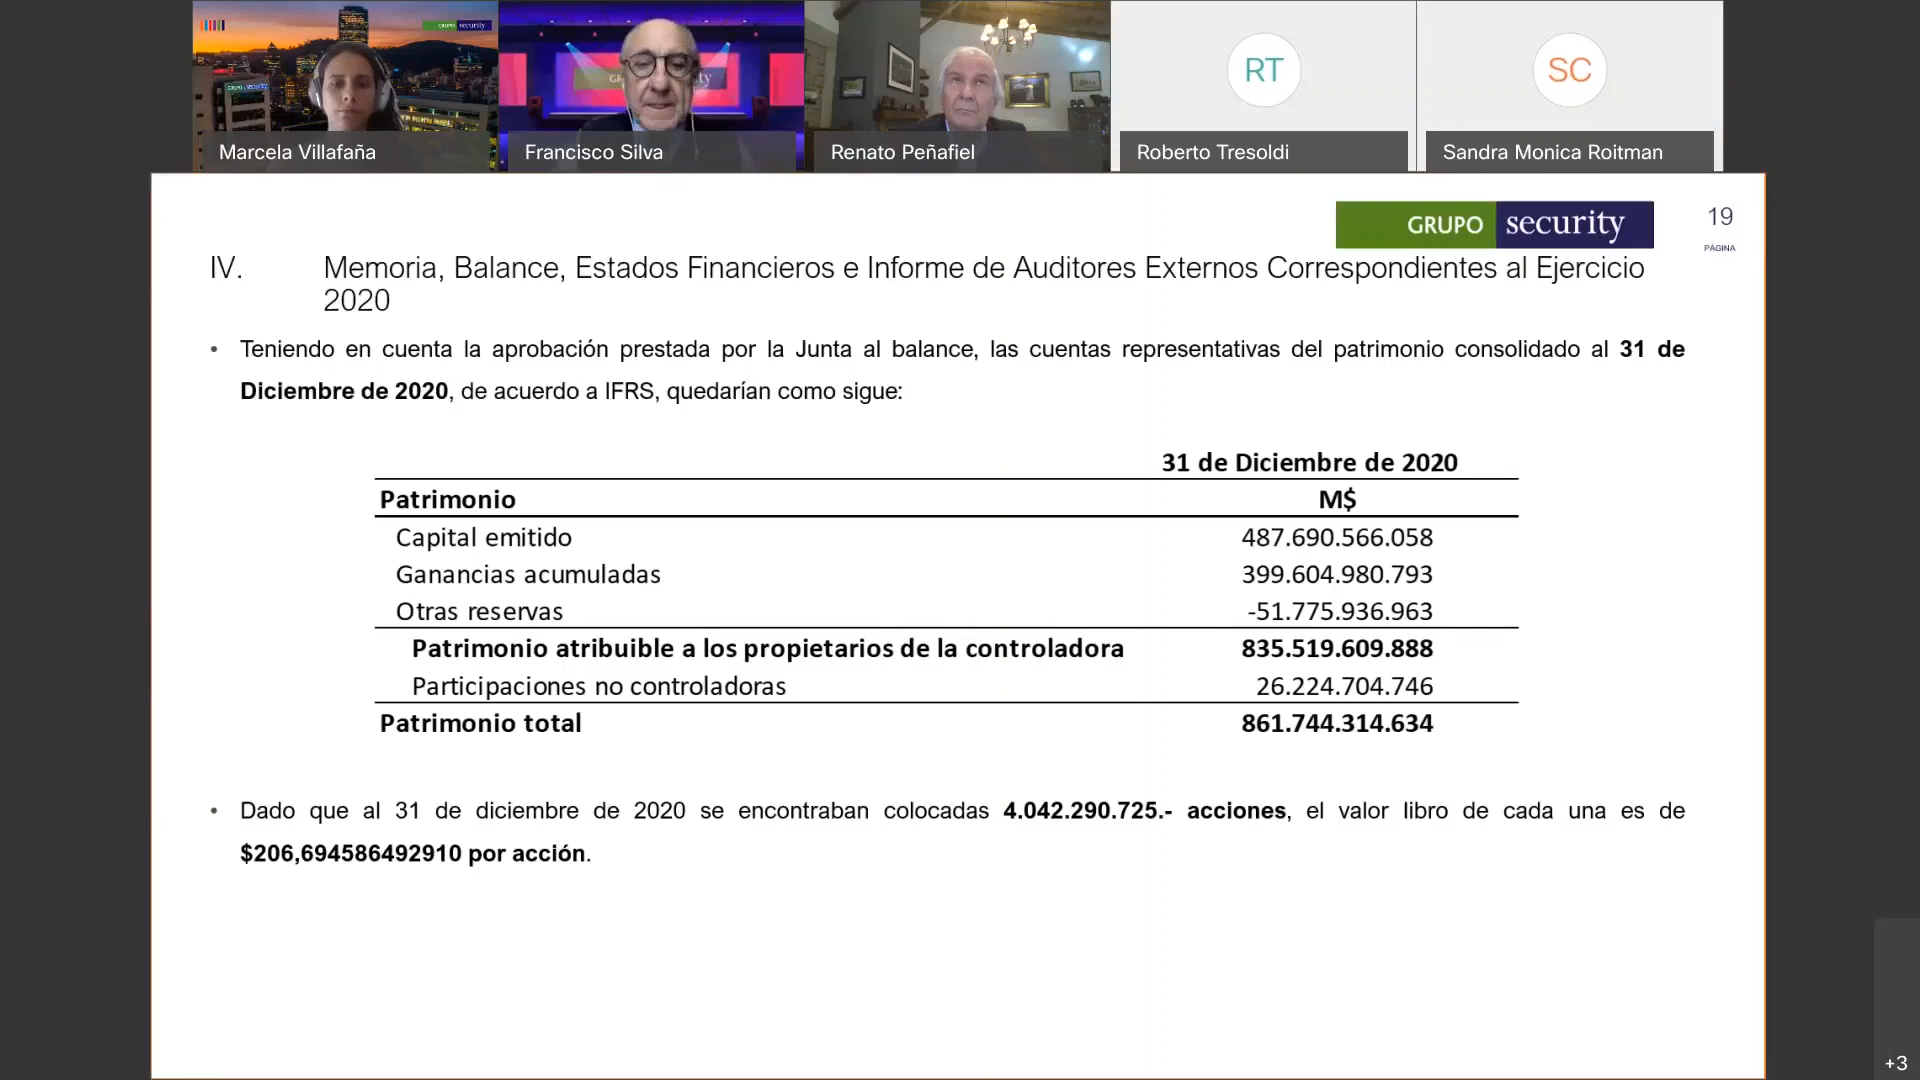 GRUPO security
Marcela Villafaña
Francisco Silva
Renato Peñafiel
RT
Roberto Tresoldi
SC
Sandra Monica Roitman
GRUPO security
19
PÁGINA
IV. Memoria, Balance, Estados Financieros e Informe de Auditores Externos Correspondientes al Ejercicio
2020
• Teniendo en cuenta la aprobación prestada por la Junta al balance, las cuentas representativas del patrimonio consolidado al 31 de
Diciembre de 2020, de acuerdo a IFRS, quedarían como sigue:
31 de Diciembre de 2020
Patrimonio M$
Capital emitido 487.690.566.058
Ganancias acumuladas 399.604.980.793
Otras reservas -51.775.936.963
Patrimonio atribuible a los propietarios de la controladora 835.519.609.888
Participaciones no controladoras 26.224.704.746
Patrimonio total 861.744.314.634
• Dado que al 31 de diciembre de 2020 se encontraban colocadas 4.042.290.725.- acciones, el valor libro de cada una es de
$206,694586492910 por acción.
+3